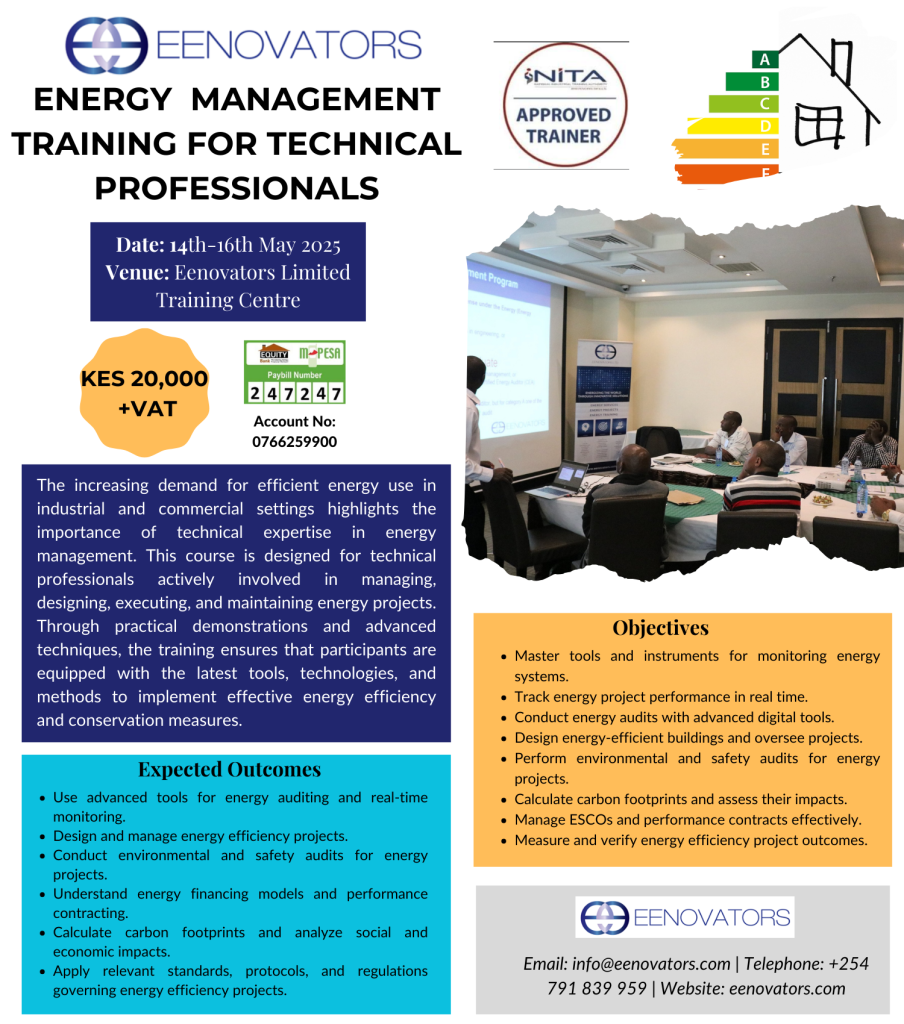 EENOVATORS
ENERGY MANAGEMENT
TRAINING FOR TECHNICAL
PROFESSIONALS
NITA
APPROVED
TRAINER
A
B
C
D
E
F
Date: 14th-16th May 2025
Venue: Eenovators Limited
Training Centre
KES 20,000
+VAT
EQUITY
Bank
M-PESA
Paybill Number
247247
Account No:
0766259900
ment Program
EENOVATORS
The increasing demand for efficient energy use in
industrial and commercial settings highlights the
importance of technical expertise in energy
management. This course is designed for technical
professionals actively involved in managing,
designing, executing, and maintaining energy projects.
Through practical demonstrations and advanced
techniques, the training ensures that participants are
equipped with the latest tools, technologies, and
methods to implement effective energy efficiency
and conservation measures.
Expected Outcomes
• Use advanced tools for energy auditing and real-time
monitoring.
• Design and manage energy efficiency projects.
• Conduct environmental and safety audits for energy
projects.
• Understand energy financing models and performance
contracting.
• Calculate carbon footprints and analyze social and
economic impacts.
• Apply relevant standards, protocols, and regulations
governing energy efficiency projects.
Objectives
• Master tools and instruments for monitoring energy
systems.
• Track energy project performance in real time.
• Conduct energy audits with advanced digital tools.
• Design energy-efficient buildings and oversee projects.
• Perform environmental and safety audits for energy
projects.
• Calculate carbon footprints and assess their impacts.
• Manage ESCOs and performance contracts effectively.
• Measure and verify energy efficiency project outcomes.
EENOVATORS
Email: info@eenovators.com | Telephone: +254
791 839 959 | Website: eenovators.com